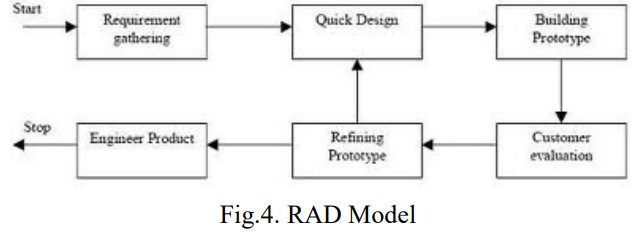 Start
Requirement
gathering
Quick Design
Building
Prototype
Stop
Engineer Product
Refining
Prototype
Customer
evaluation
Fig.4. RAD Model